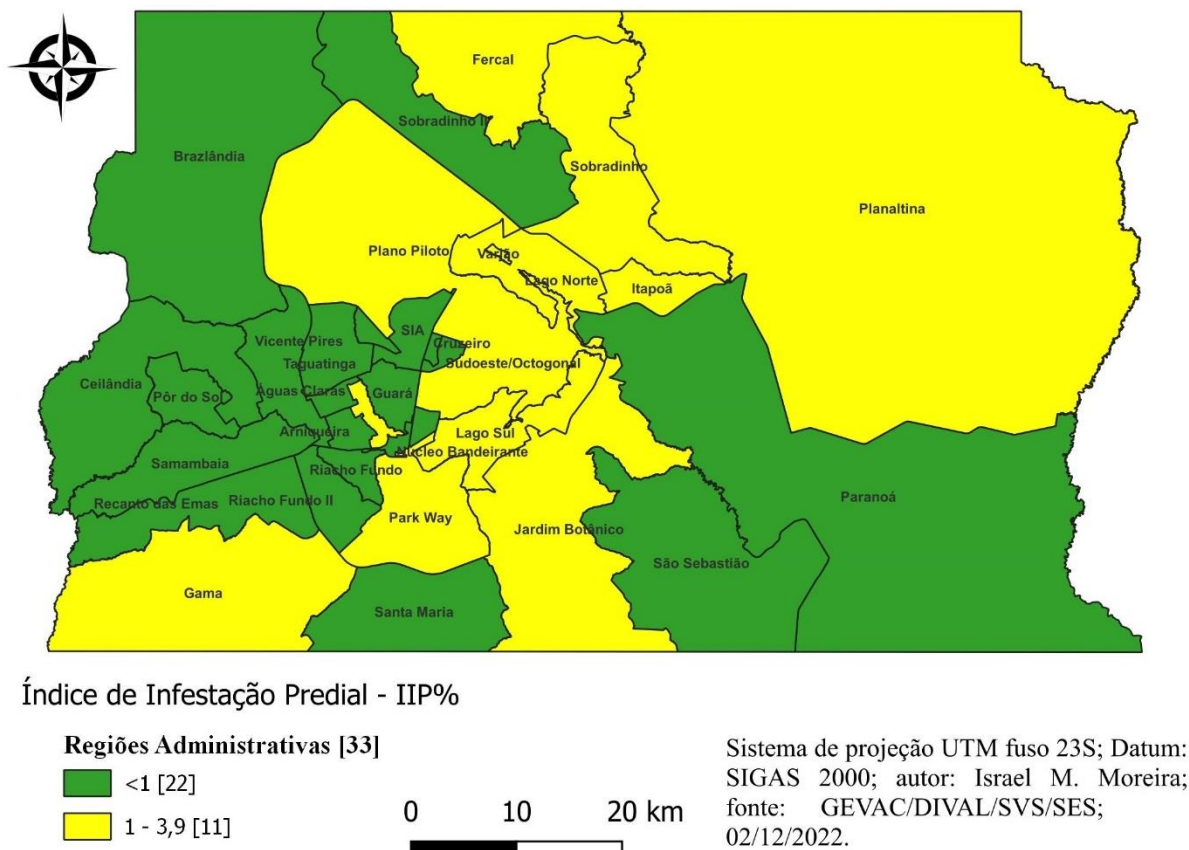 Fercal
Sobradinho II
Brazlândia
Sobradinho
Planaltina
Plano Piloto
Varjão
Lago Norte
Itapoã
SIA
Vicente Pires
Cruzeiro
Taguatinga
Sudoeste/Octogonal
Ceilândia
Águas Claras
Guará
Pôr do Sol
Arniqueira
Lago Sul
Núcleo Bandeirante
Samambaia
Riacho Fundo
Recanto das Emas
Riacho Fundo II
Paranoá
Park Way
Jardim Botânico
São Sebastião
Gama
Santa Maria
Índice de Infestação Predial - IIP%
Regiões Administrativas [33]
<1 [22]
1 - 3,9 [11]
0 10 20 km
Sistema de projeção UTM fuso 23S; Datum:
SIGAS 2000; autor: Israel M. Moreira;
fonte: GEVAC/DIVAL/SVS/SES;
02/12/2022.